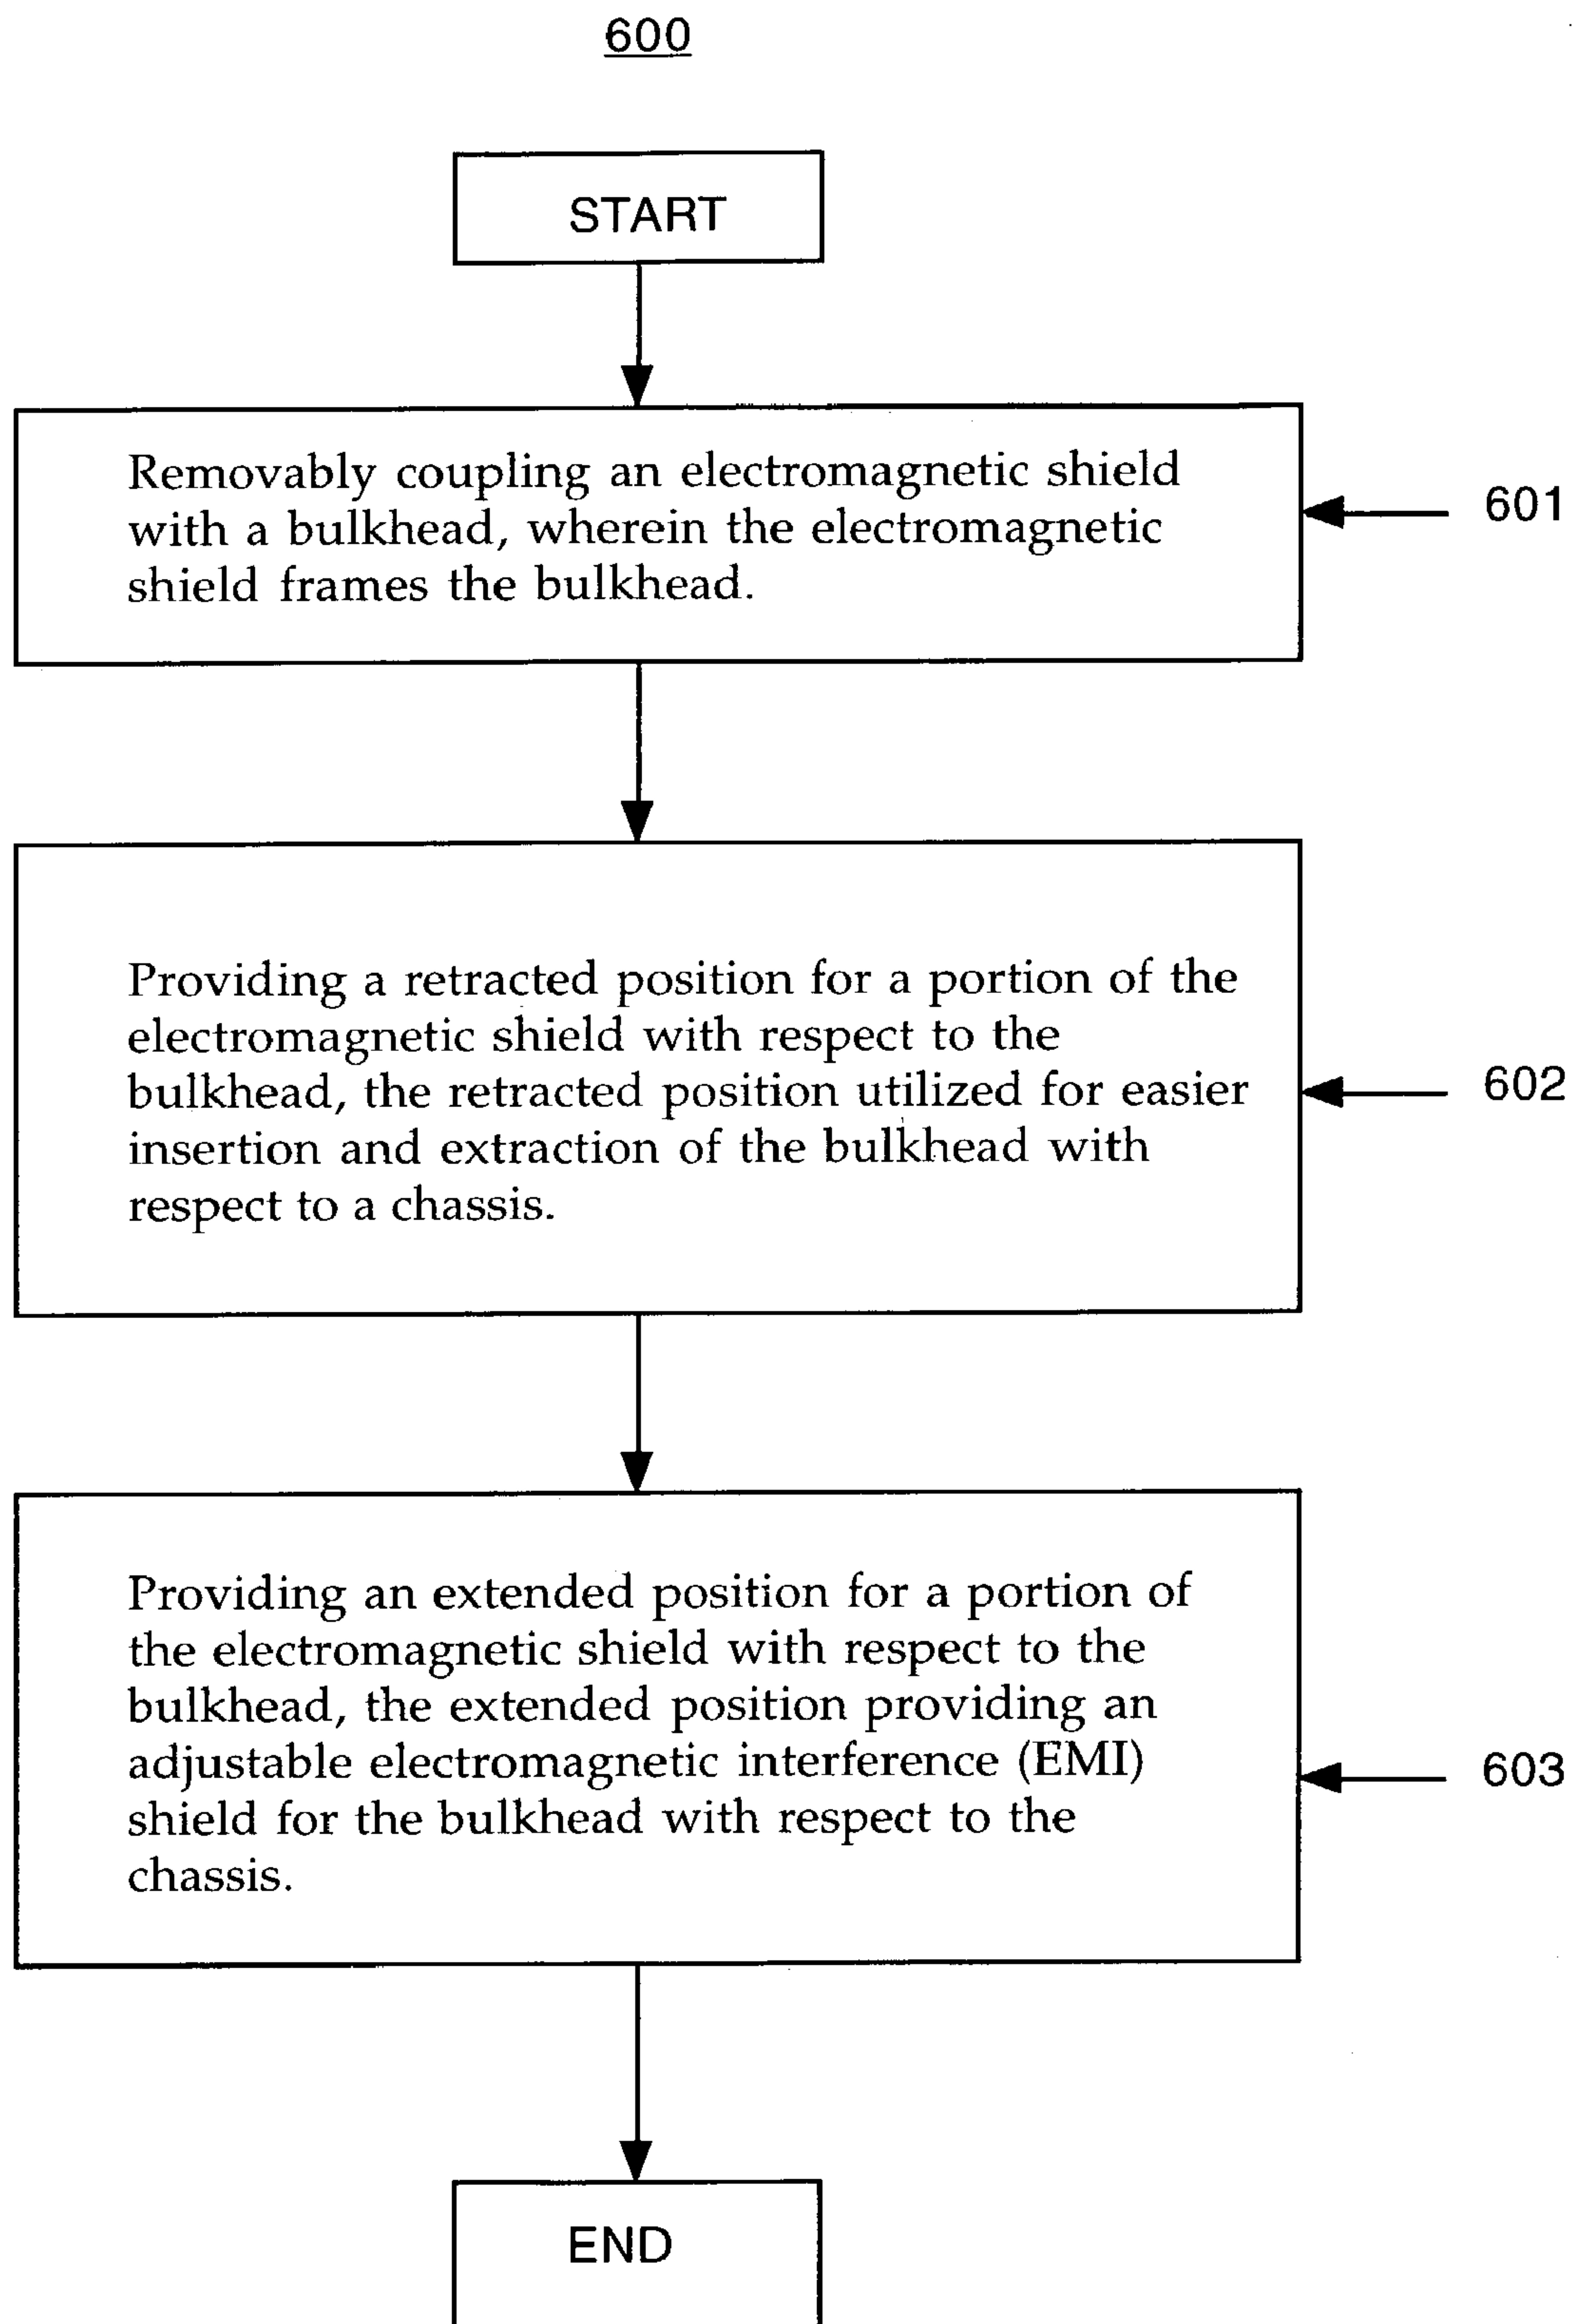 600
START
Removably coupling an electromagnetic shield
with a bulkhead, wherein the electromagnetic
shield frames the bulkhead.
601
Providing a retracted position for a portion of the
electromagnetic shield with respect to the
bulkhead, the retracted position utilized for easier
insertion and extraction of the bulkhead with
respect to a chassis.
602
Providing an extended position for a portion of
the electromagnetic shield with respect to the
bulkhead, the extended position providing an
adjustable electromagnetic interference (EMI)
shield for the bulkhead with respect to the
chassis.
603
END